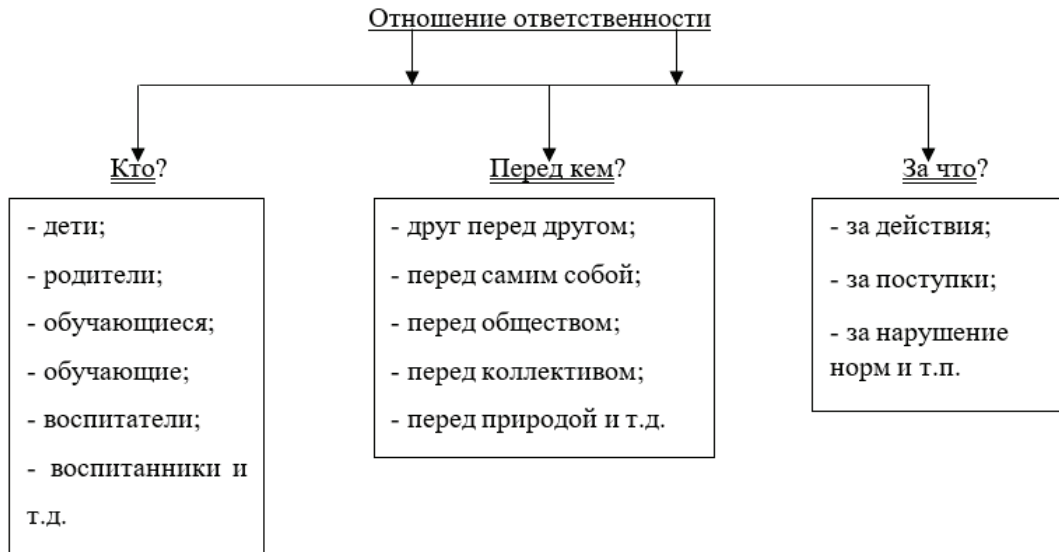 Отношение ответственности
Кто?
- дети;
- родители;
- обучающиеся;
- обучающие;
- воспитатели;
- воспитанники и
т.д.
Перед кем?
- друг перед другом;
- перед самим собой;
- перед обществом;
- перед коллективом;
- перед природой и т.д.
За что?
- за действия;
- за поступки;
- за нарушение
норм и т.п.